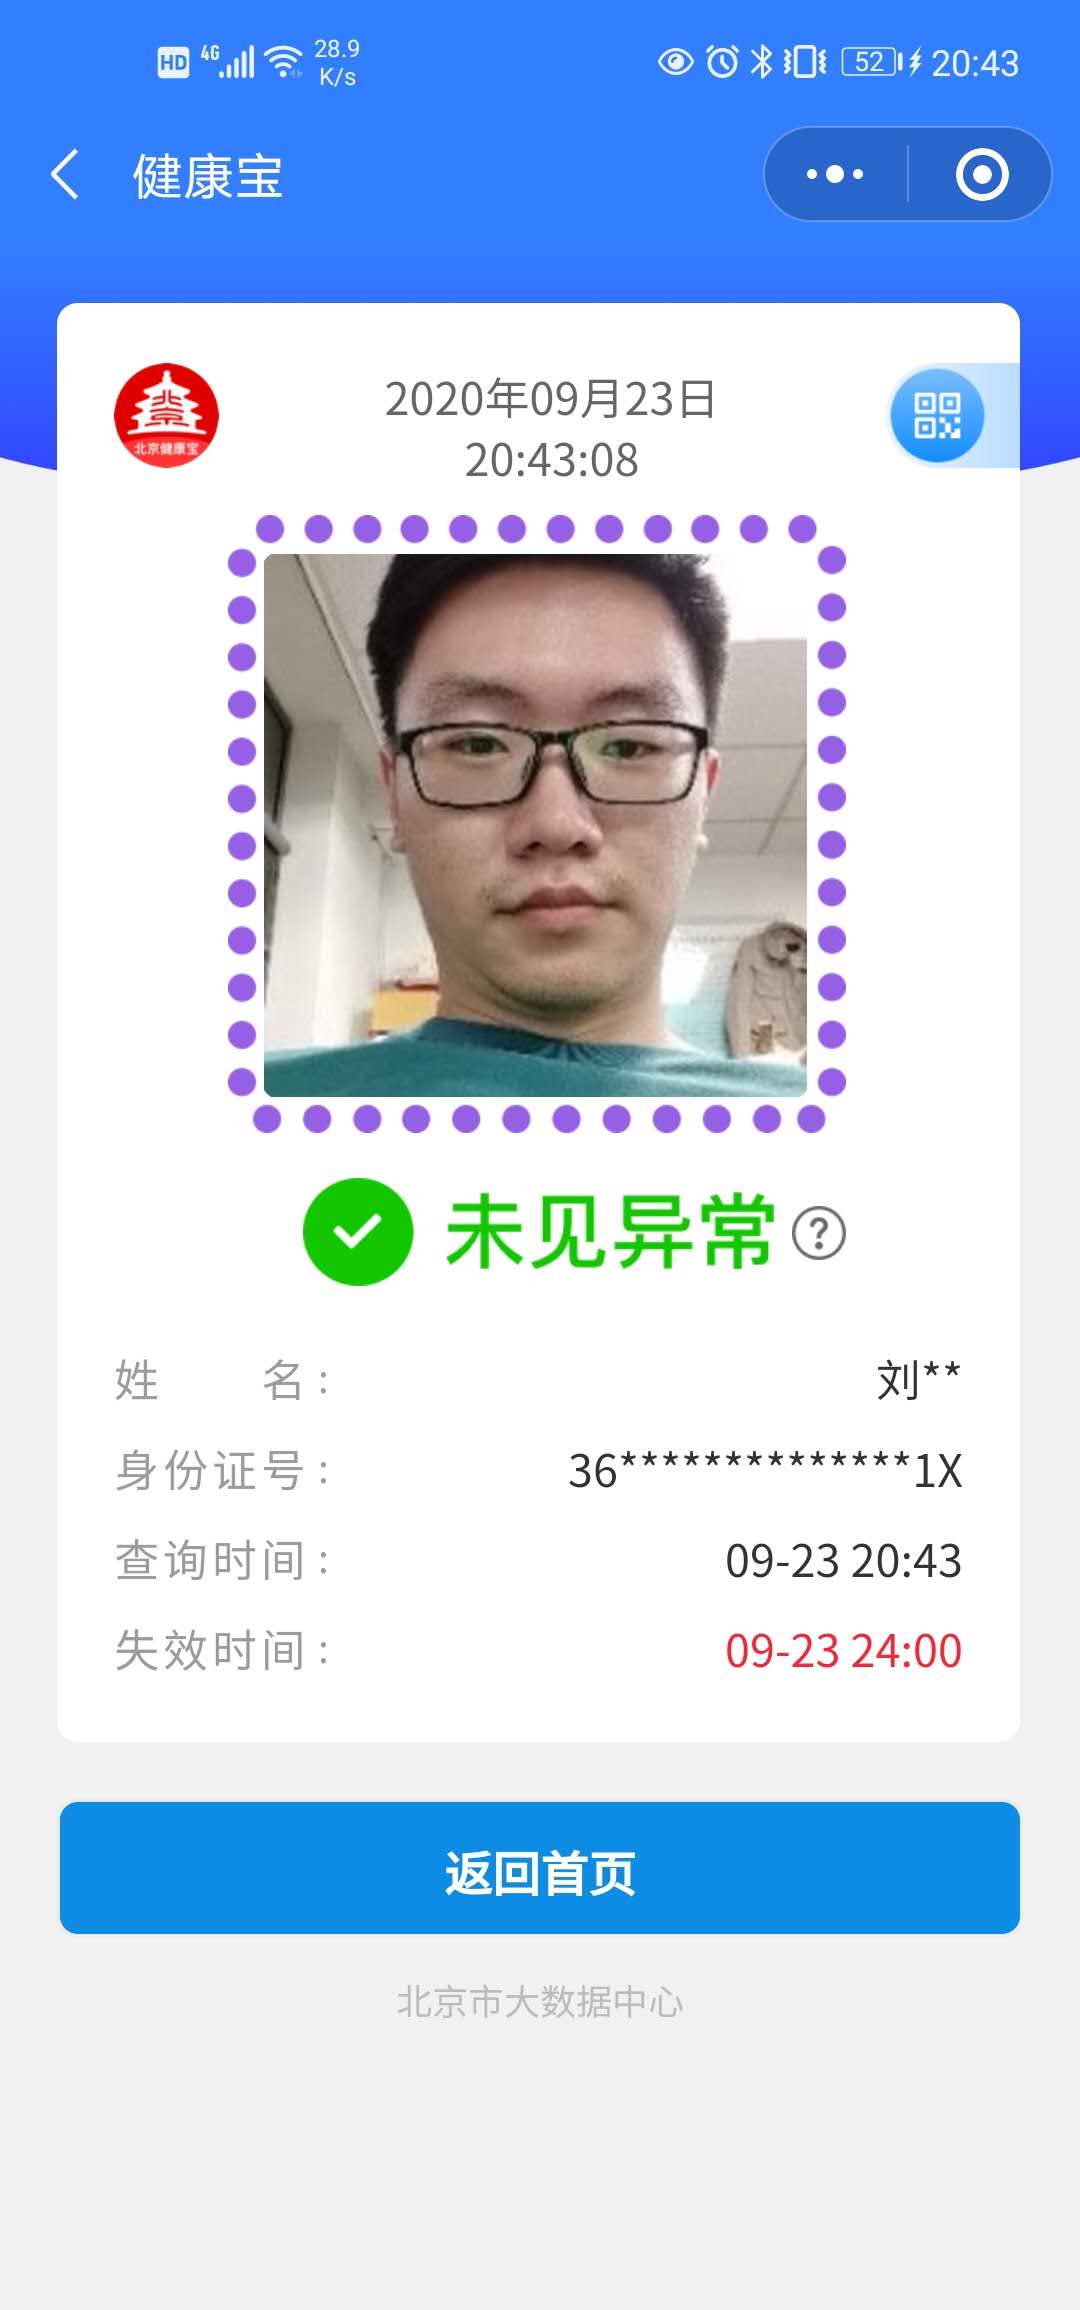 HD 4G 28.9 K/s 52 20:43
健康宝
北京健康宝
2020年09月23日
20:43:08
未见异常
姓名: 刘**
身份证号: 36**************1X
查询时间: 09-23 20:43
失效时间: 09-23 24:00
返回首页
北京市大数据中心